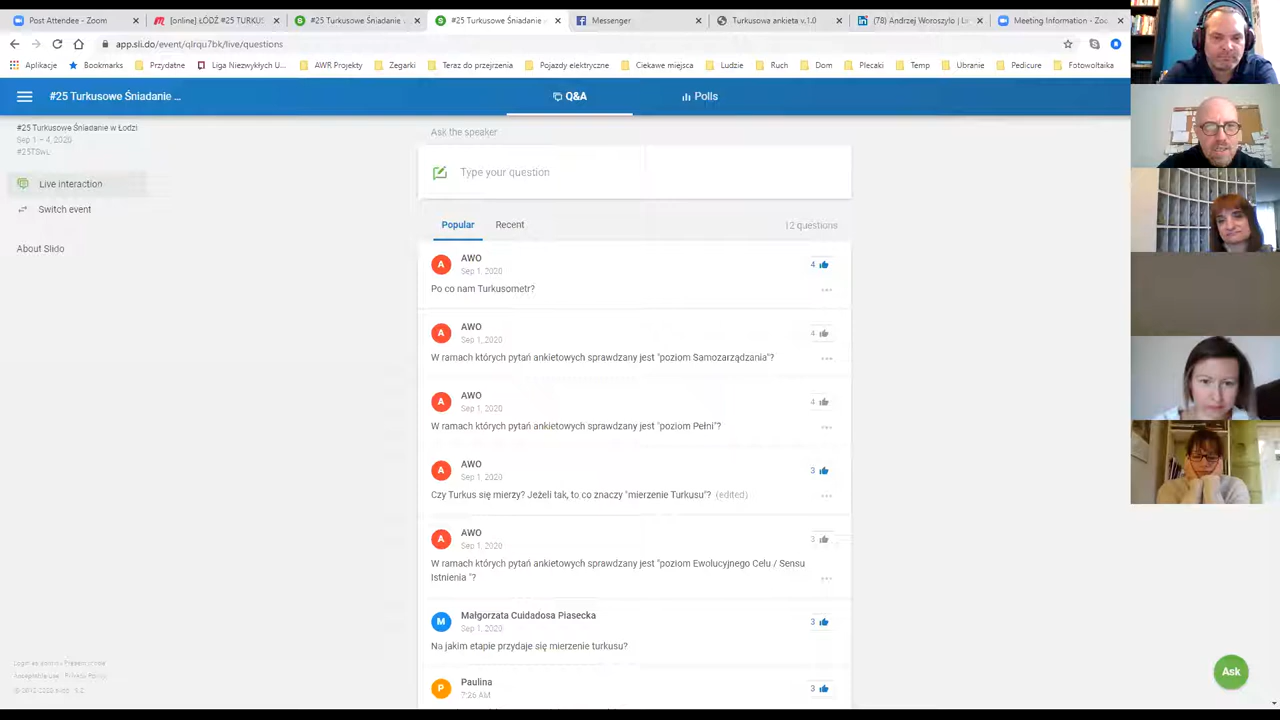 Post Attendee - Zoom
[online] ŁÓDŹ #25 TURKUS
#25 Turkusowe Śniadanie w
#25 Turkusowe Śniadanie
Messenger
Turkusowa ankieta v.1.0
(78) Andrzej Woroszylo | Li
Meeting Information - Zoo
app.sli.do/event/qlrqu7bk/live/questions
Aplikacje
Bookmarks
Przydatne
Liga Niezwykłych U...
AWR Projekty
Zegarki
Teraz do przejrzenia
Pojazdy elektryczne
Ciekawe miejsca
Ludzie
Ruch
Dom
Plecaki
Temp
Ubranie
Pedicure
Fotowoltaika
#25 Turkusowe Śniadanie ...
Q&A
Polls
#25 Turkusowe Śniadanie w Łodzi
Sep 1 – 4, 2020
#25TSwL
Live interaction
Switch event
About Slido
Ask the speaker
Type your question
Popular
Recent
12 questions
A
AWO
Sep 1, 2020
4
Po co nam Turkusometr?
A
AWO
Sep 1, 2020
4
W ramach których pytań ankietowych sprawdzany jest "poziom Samozarządzania"?
A
AWO
Sep 1, 2020
4
W ramach których pytań ankietowych sprawdzany jest "poziom Pełni"?
A
AWO
Sep 1, 2020
3
Czy Turkus się mierzy? Jeżeli tak, to co znaczy "mierzenie Turkusu"? (edited)
A
AWO
Sep 1, 2020
3
W ramach których pytań ankietowych sprawdzany jest "poziom Ewolucyjnego Celu / Sensu
Istnienia "?
M
Małgorzata Cuidadosa Piasecka
Sep 1, 2020
3
Na jakim etapie przydaje się mierzenie turkusu?
P
Paulina
7:26 AM
3
Ask